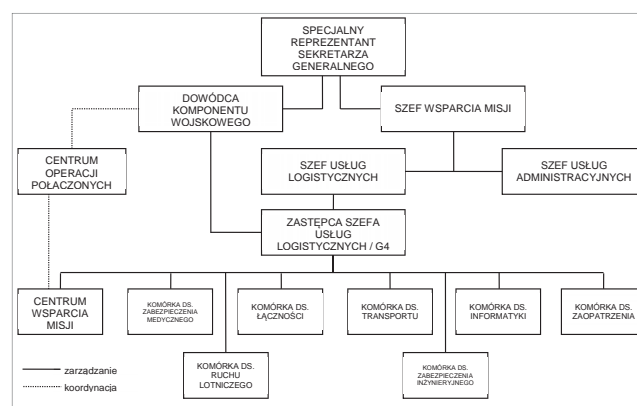 SPECJALNY
REPREZENTANT
SEKRETARZA
GENERALNEGO
DOWÓDCA
KOMPONENTU
WOJSKOWEGO
SZEF WSPARCIA MISJI
CENTRUM
OPERACJI
POŁACZONYCH
SZEF USŁUG
LOGISTYCZNYCH
SZEF USŁUG
ADMINISTRACYJNYCH
ZASTĘPCA SZEFA
USŁUG
LOGISTYCZNYCH / G4
CENTRUM
WSPARCIA
MISJI
KOMÓRKA DS.
ZABEZPIECZENIA
MEDYCZNEGO
KOMÓRKA DS.
ŁĄCZNOŚCI
KOMÓRKA DS.
TRANSPORTU
KOMÓRKA DS.
INFORMATYKI
KOMÓRKA DS.
ZAOPATRZENIA
KOMÓRKA DS.
RUCHU
LOTNICZEGO
KOMÓRKA DS.
ZABEZPIECZENIA
INŻYNIERYJNEGO
zarządzanie
koordynacja